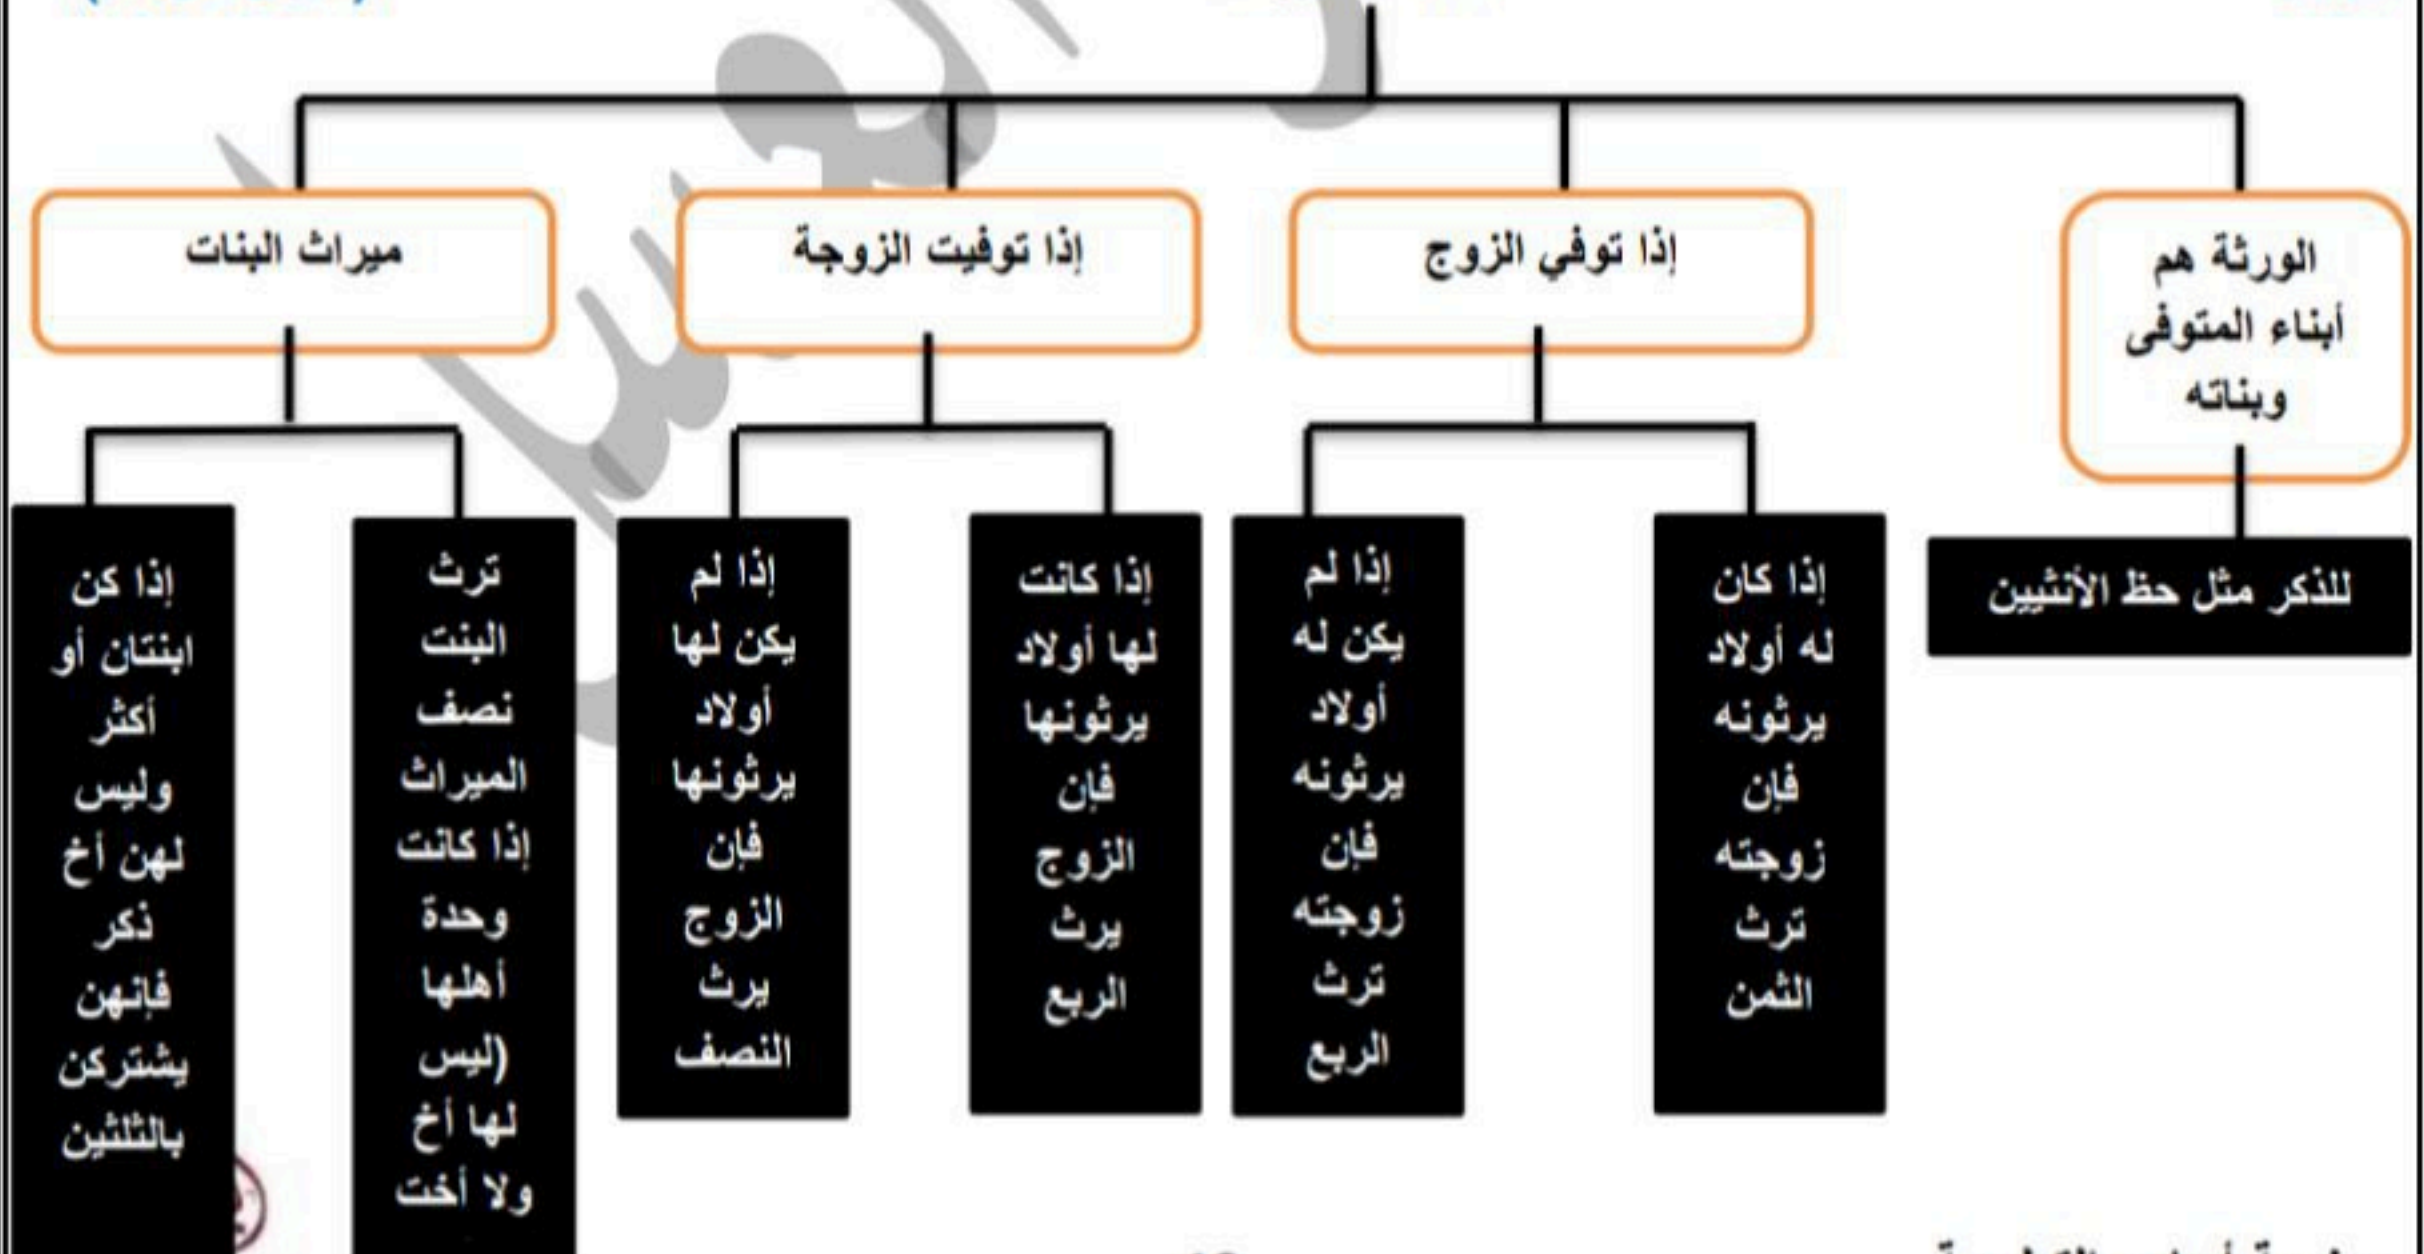 الورثة هم
أبناء المتوفى
وبناته
للذكر مثل حظ الأنثيين
إذا توفي الزوج
إذا كان
له أولاد
يرثونه
فإن
زوجته
ترث
الثمن
إذا لم
يكن له
أولاد
يرثونه
فإن
زوجته
ترث
الربع
إذا توفيت الزوجة
إذا كانت
لها أولاد
يرثونها
فإن
الزوج
يرث
الربع
إذا لم
يكن لها
أولاد
يرثونها
فإن
الزوج
يرث
النصف
ميراث البنات
ترث
البنت
نصف
الميراث
إذا كانت
وحدة
أهلها
(ليس
لها أخ
ولا أخت
إذا كن
ابنتان أو
أكثر
وليس
لهن أخ
ذكر
فإنهن
يشتركن
بالثلثين